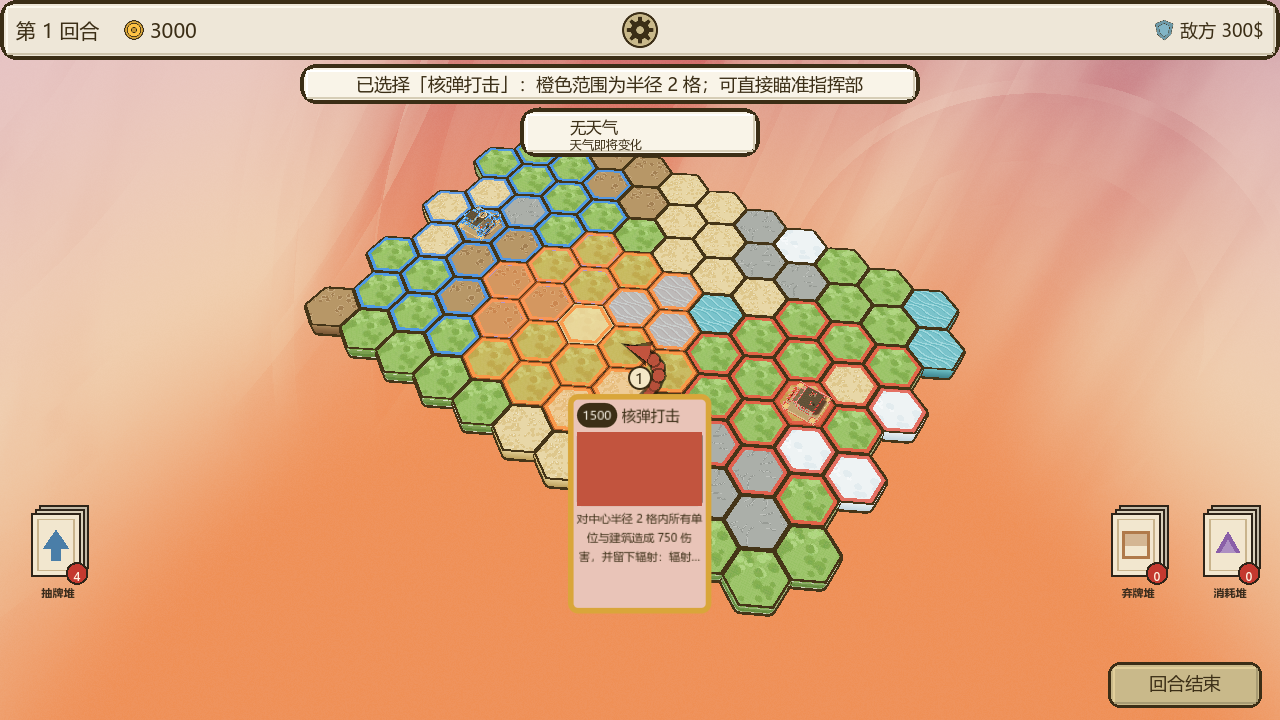 第 1 回合
3000
敌方 300$
已选择「核弹打击」：橙色范围为半径 2 格；可直接瞄准指挥部
无天气
天气即将变化
1
1500 核弹打击
对中心半径 2 格内所有单
位与建筑造成 750 伤
害，并留下辐射：辐射...
4
抽牌堆
0
弃牌堆
0
消耗堆
回合结束